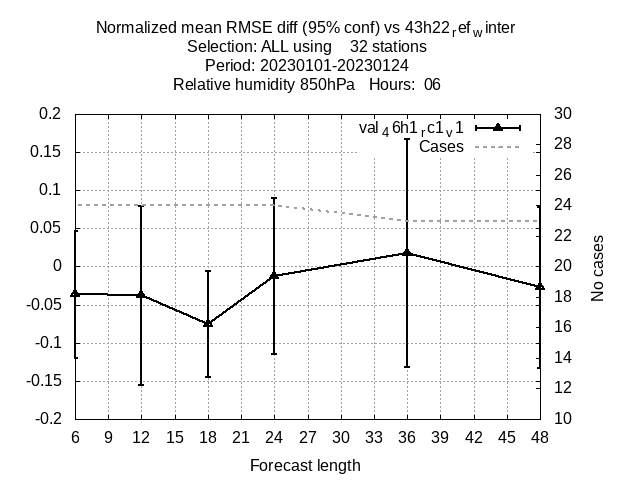 Normalized mean RMSE diff (95% conf) vs 43h22refwinter
Selection: ALL using 32 stations
Period: 20230101-20230124
Relative humidity 850hPa Hours: 06
val46h1rc1v1
Cases
0.2
0.15
0.1
0.05
0
-0.05
-0.1
-0.15
-0.2
30
28
26
24
22
20
18
16
14
12
10
No cases
6 9 12 15 18 21 24 27 30 33 36 39 42 45 48
Forecast length